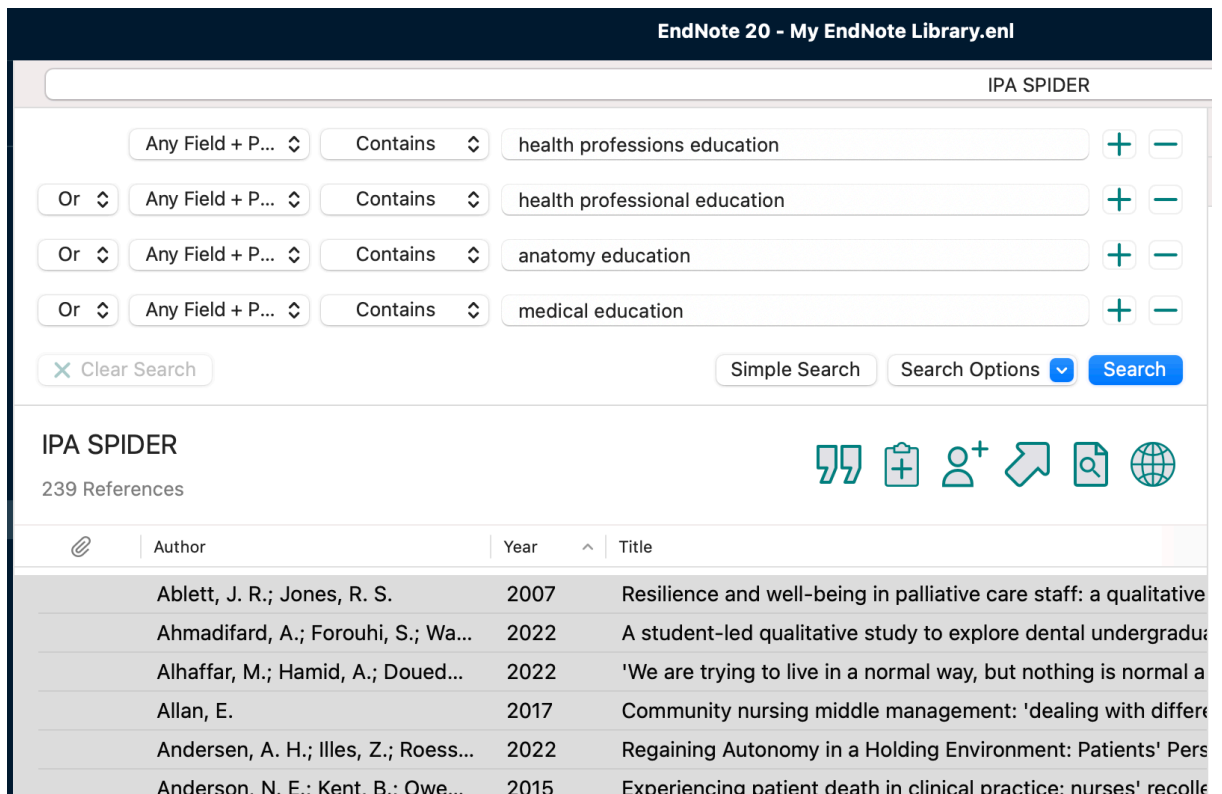 EndNote 20 - My EndNote Library.enl
IPA SPIDER
Any Field + P... Contains health professions education
Or Any Field + P... Contains health professional education
Or Any Field + P... Contains anatomy education
Or Any Field + P... Contains medical education
Clear Search Simple Search Search Options Search
IPA SPIDER
239 References
Author Year Title
Ablett, J. R.; Jones, R. S. 2007 Resilience and well-being in palliative care staff: a qualitative
Ahmadifard, A.; Forouhi, S.; Wa... 2022 A student-led qualitative study to explore dental undergradua
Alhaffar, M.; Hamid, A.; Doued... 2022 'We are trying to live in a normal way, but nothing is normal a
Allan, E. 2017 Community nursing middle management: 'dealing with differe
Andersen, A. H.; Illes, Z.; Roess... 2022 Regaining Autonomy in a Holding Environment: Patients' Pers
Anderson, N. E.; Kent, B.; Owe... 2015 Experiencing patient death in clinical practice: nurses' recolle